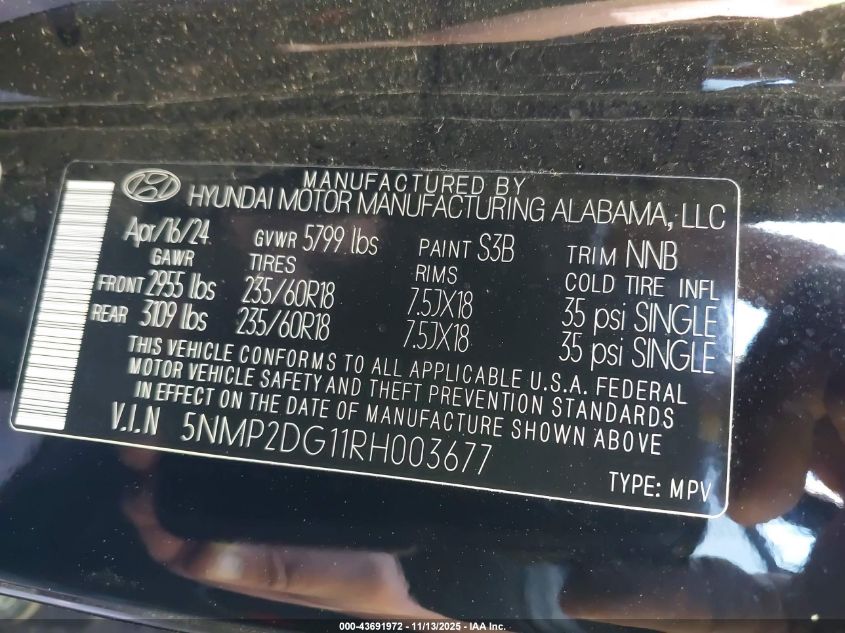 MANUFACTURED BY
HYUNDAI MOTOR MANUFACTURING ALABAMA, LLC
Apr/16/24 GVWR 5799 lbs PAINT S3B TRIM NNB
GAWR TIRES RIMS COLD TIRE INFL
FRONT 2955 lbs 235/60R18 7.5JX18 35 psi SINGLE
REAR 3109 lbs 235/60R18 7.5JX18 35 psi SINGLE
THIS VEHICLE CONFORMS TO ALL APPLICABLE U.S.A. FEDERAL
MOTOR VEHICLE SAFETY AND THEFT PREVENTION STANDARDS
IN EFFECT ON THE DATE OF MANUFACTURE SHOWN ABOVE
V.I.N 5NMP2DG11RH003677
TYPE: MPV
000-43691972 - 11/13/2025 - IAA Inc.